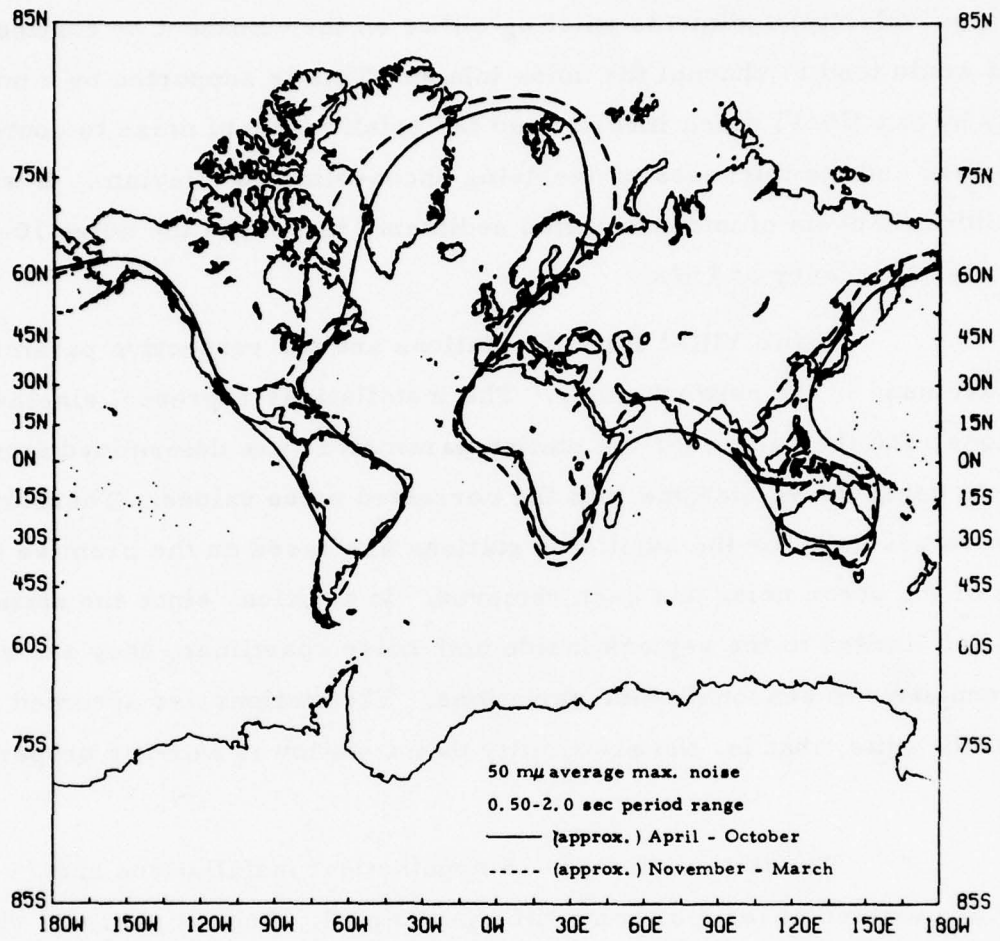 85N 85N
75N 75N
60N 60N
45N 45N
30N 30N
15N 15N
0N 0N
15S 15S
30S 30S
45S 45S
60S
75S 75S
50 mμ average max. noise
0.50-2.0 sec period range
(approx.) April - October
(approx.) November - March
85S 85S
180W 150W 120W 90W 60W 30W 0W 30E 60E 90E 120E 150E 180W